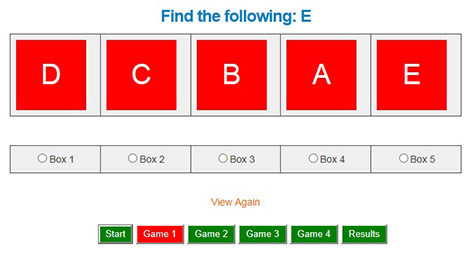 Find the following: E
D C B A E
Box 1 Box 2 Box 3 Box 4 Box 5
View Again
Start Game 1 Game 2 Game 3 Game 4 Results